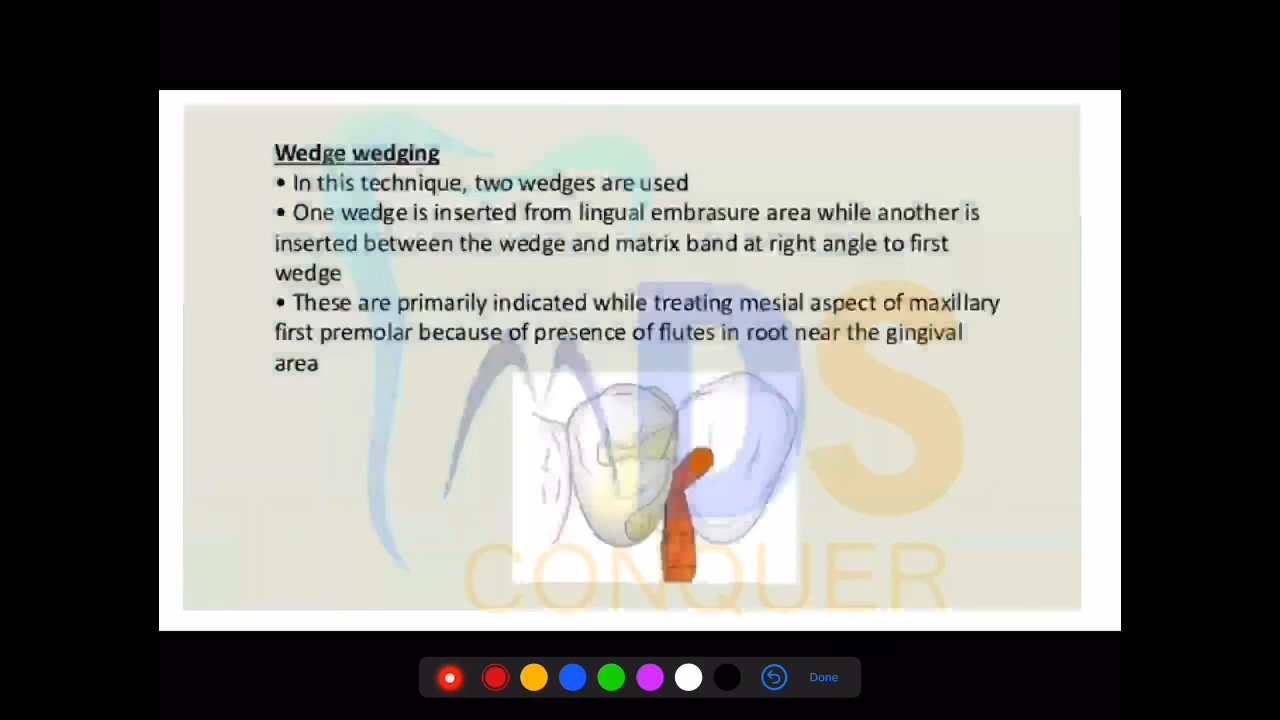 Wedge wedging
• In this technique, two wedges are used
• One wedge is inserted from lingual embrasure area while another is
inserted between the wedge and matrix band at right angle to first
wedge
• These are primarily indicated while treating mesial aspect of maxillary
first premolar because of presence of flutes in root near the gingival
area
mDS
CONQUER
Done